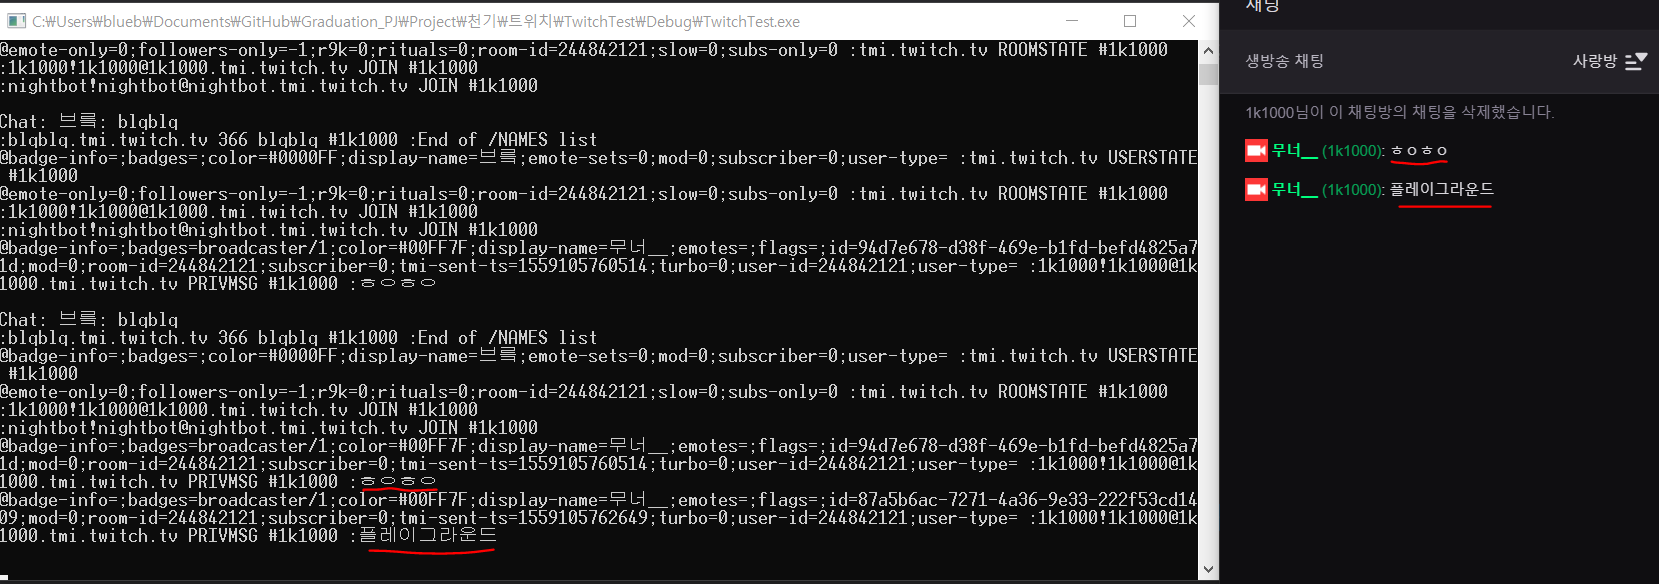 C:₩Users₩blueb₩Documents₩GitHub₩Graduation_PJ₩Project₩천기₩트위치₩TwitchTest₩Debug₩TwitchTest.exe
@emote-only=0;followers-only=-1;r9k=0;rituals=0;room-id=244842121;slow=0;subs-only=0 :tmi.twitch.tv ROOMSTATE #1k1000
:1k1000!1k1000@1k1000.tmi.twitch.tv JOIN #1k1000
:nightbot!nightbot@nightbot.tmi.twitch.tv JOIN #1k1000
Chat: 브륵: blqblq
:blqblq.tmi.twitch.tv 366 blqblq #1k1000 :End of /NAMES list
@badge-info=;badges=;color=#0000FF;display-name=브륵;emote-sets=0;mod=0;subscriber=0;user-type= :tmi.twitch.tv USERSTATE
#1k1000
@emote-only=0;followers-only=-1;r9k=0;rituals=0;room-id=244842121;slow=0;subs-only=0 :tmi.twitch.tv ROOMSTATE #1k1000
:1k1000!1k1000@1k1000.tmi.twitch.tv JOIN #1k1000
:nightbot!nightbot@nightbot.tmi.twitch.tv JOIN #1k1000
@badge-info=;badges=broadcaster/1;color=#00FF7F;display-name=무너__;emotes=;flags=;id=94d7e678-d38f-469e-b1fd-befd4825a7
1d;mod=0;room-id=244842121;subscriber=0;tmi-sent-ts=1559105760514;turbo=0;user-id=244842121;user-type= :1k1000!1k1000@1k
1000.tmi.twitch.tv PRIVMSG #1k1000 :ㅎㅇㅎㅇ
Chat: 브륵: blqblq
:blqblq.tmi.twitch.tv 366 blqblq #1k1000 :End of /NAMES list
@badge-info=;badges=;color=#0000FF;display-name=브륵;emote-sets=0;mod=0;subscriber=0;user-type= :tmi.twitch.tv USERSTATE
#1k1000
@emote-only=0;followers-only=-1;r9k=0;rituals=0;room-id=244842121;slow=0;subs-only=0 :tmi.twitch.tv ROOMSTATE #1k1000
:1k1000!1k1000@1k1000.tmi.twitch.tv JOIN #1k1000
:nightbot!nightbot@nightbot.tmi.twitch.tv JOIN #1k1000
@badge-info=;badges=broadcaster/1;color=#00FF7F;display-name=무너__;emotes=;flags=;id=94d7e678-d38f-469e-b1fd-befd4825a7
1d;mod=0;room-id=244842121;subscriber=0;tmi-sent-ts=1559105760514;turbo=0;user-id=244842121;user-type= :1k1000!1k1000@1k
1000.tmi.twitch.tv PRIVMSG #1k1000 :ㅎㅇㅎㅇ
@badge-info=;badges=broadcaster/1;color=#00FF7F;display-name=무너__;emotes=;flags=;id=87a5b6ac-7271-4a36-9e33-222f53cd14
09;mod=0;room-id=244842121;subscriber=0;tmi-sent-ts=1559105762649;turbo=0;user-id=244842121;user-type= :1k1000!1k1000@1k
1000.tmi.twitch.tv PRIVMSG #1k1000 :플레이그라운드
채팅
생방송 채팅 사랑방
1k1000님이 이 채팅방의 채팅을 삭제했습니다.
무너__ (1k1000): ㅎㅇㅎㅇ
무너__ (1k1000): 플레이그라운드